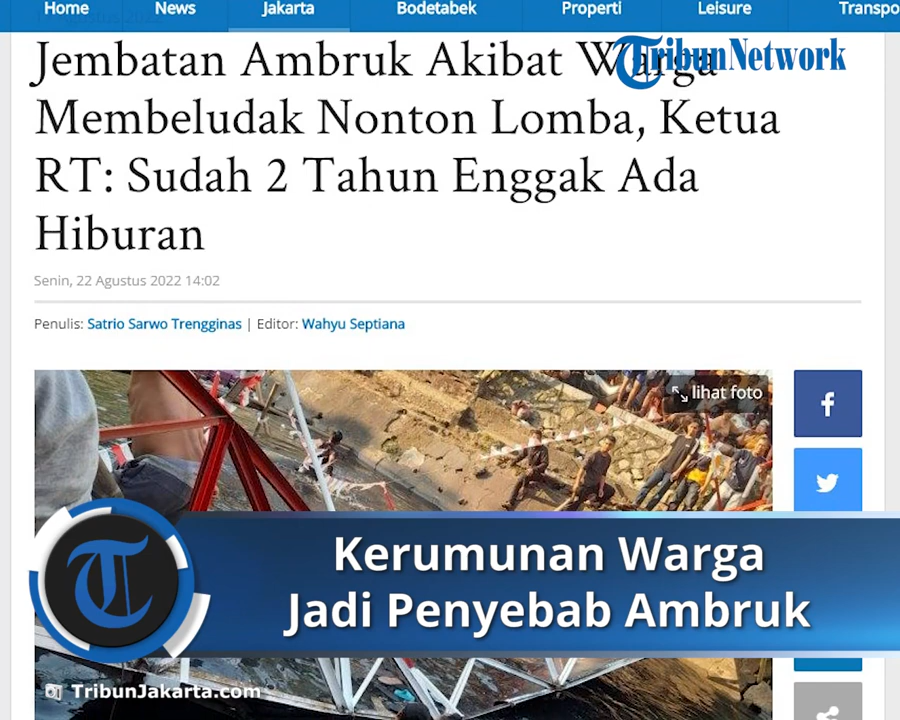 Home News Jakarta Bodetabek Properti Leisure Transpo
TribunNetwork
Jembatan Ambruk Akibat Warga
Membeludak Nonton Lomba, Ketua
RT: Sudah 2 Tahun Enggak Ada
Hiburan
Senin, 22 Agustus 2022 14:02
Penulis: Satrio Sarwo Trengginas | Editor: Wahyu Septiana
lihat foto
Kerumunan Warga
Jadi Penyebab Ambruk
TribunJakarta.com